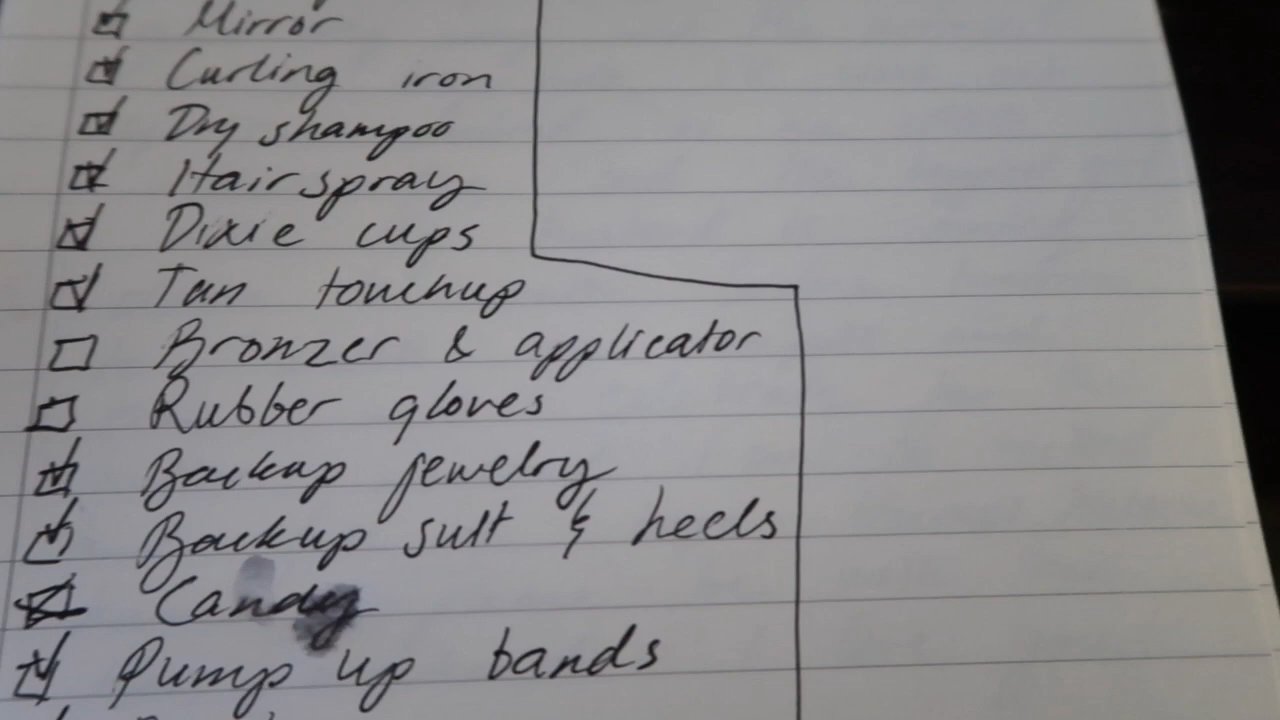 Mirror
Curling iron
Dry shampoo
Hairspray
Dixie cups
Tan touchup
Bronzer & applicator
Rubber gloves
Backup jewelry
Backup suit & heels
Candy
Pump up bands